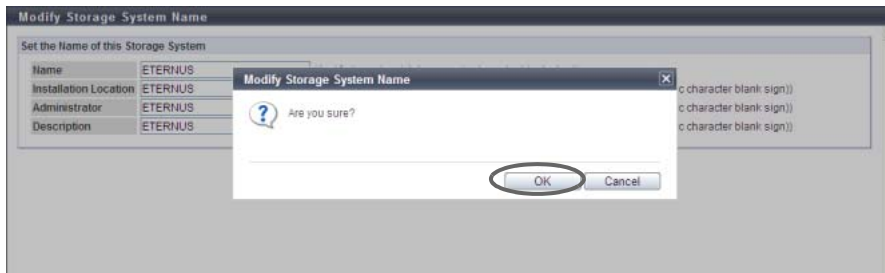 Modify Storage System Name
Set the Name of this Storage System
Name ETERNUS
Modify Storage System Name
Installation Location ETERNUS c character blank sign))
Administrator ETERNUS Are you sure? c character blank sign))
Description ETERNUS c character blank sign))
OK Cancel